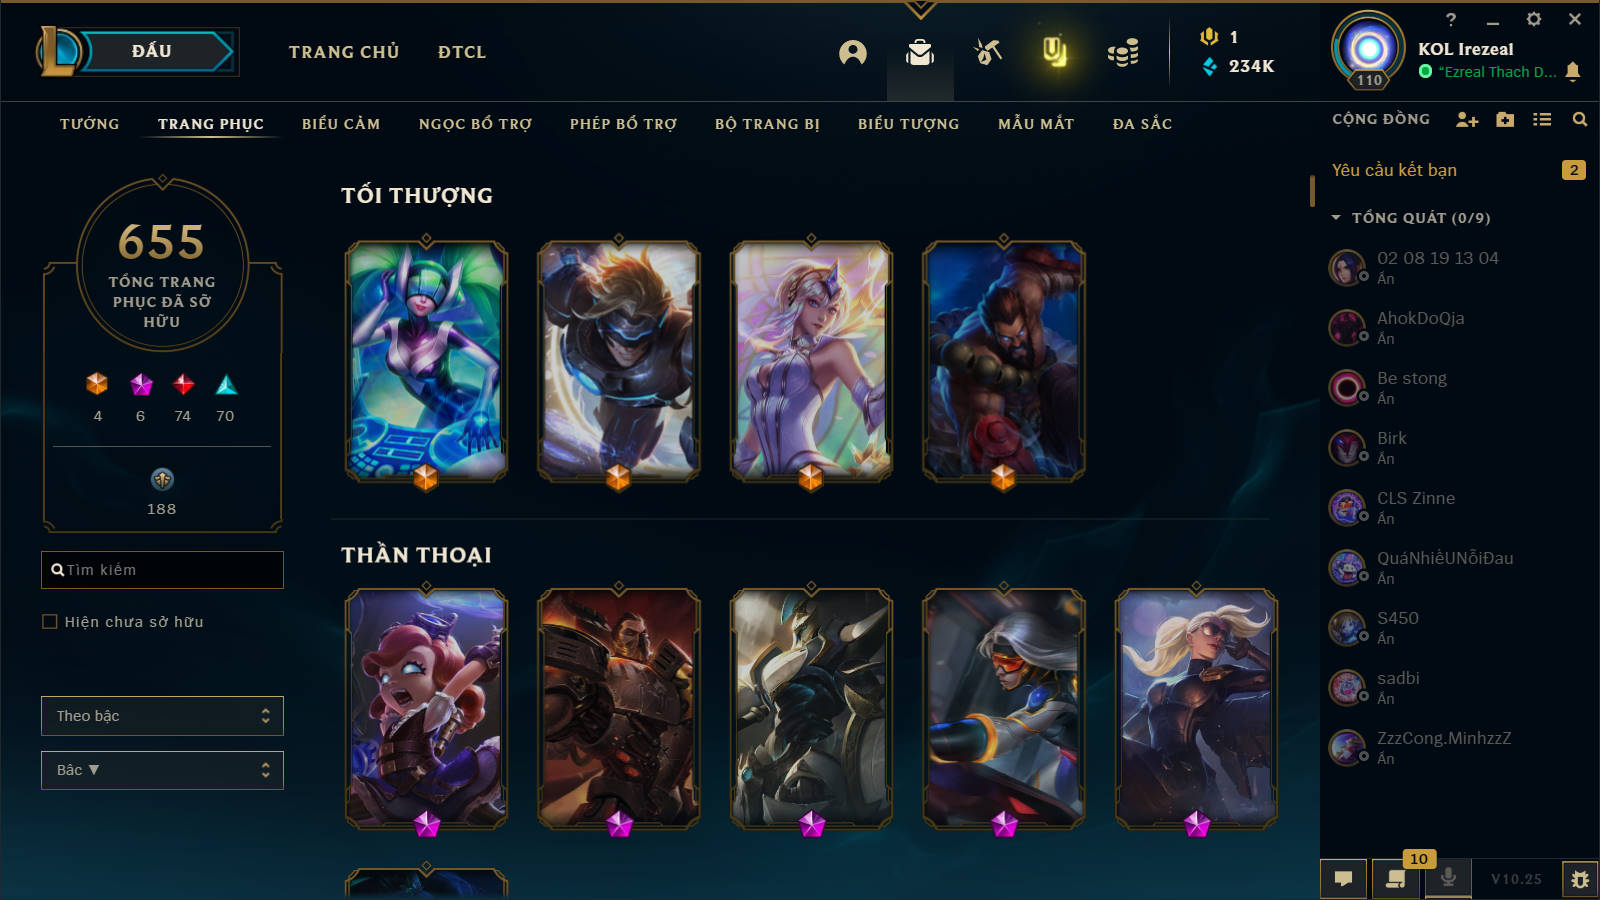 ĐẤU
TRANG CHỦ
ĐTCL
1
234K
110
?
KOL Irezeal
“Ezreal Thach D...
TƯỚNG
TRANG PHỤC
BIỂU CẢM
NGỌC BỔ TRỢ
PHÉP BỔ TRỢ
BỘ TRANG BỊ
BIỂU TƯỢNG
MẪU MẮT
ĐA SẮC
655
TỔNG TRANG
PHỤC ĐÃ SỞ
HỮU
4
6
74
70
188
Tìm kiếm
Hiện chưa sở hữu
Theo bậc
Bâc ▼
TỐI THƯỢNG
THẦN THOẠI
CỘNG ĐỒNG
Yêu cầu kết bạn
2
TỔNG QUÁT (0/9)
02 08 19 13 04
Ẩn
AhokDoQja
Ẩn
Be stong
Ẩn
Birk
Ẩn
CLS Zinne
Ẩn
QuáNhiềUNỗiĐau
Ẩn
S450
Ẩn
sadbi
Ẩn
ZzzCong.MinhzzZ
Ẩn
10
V10.25